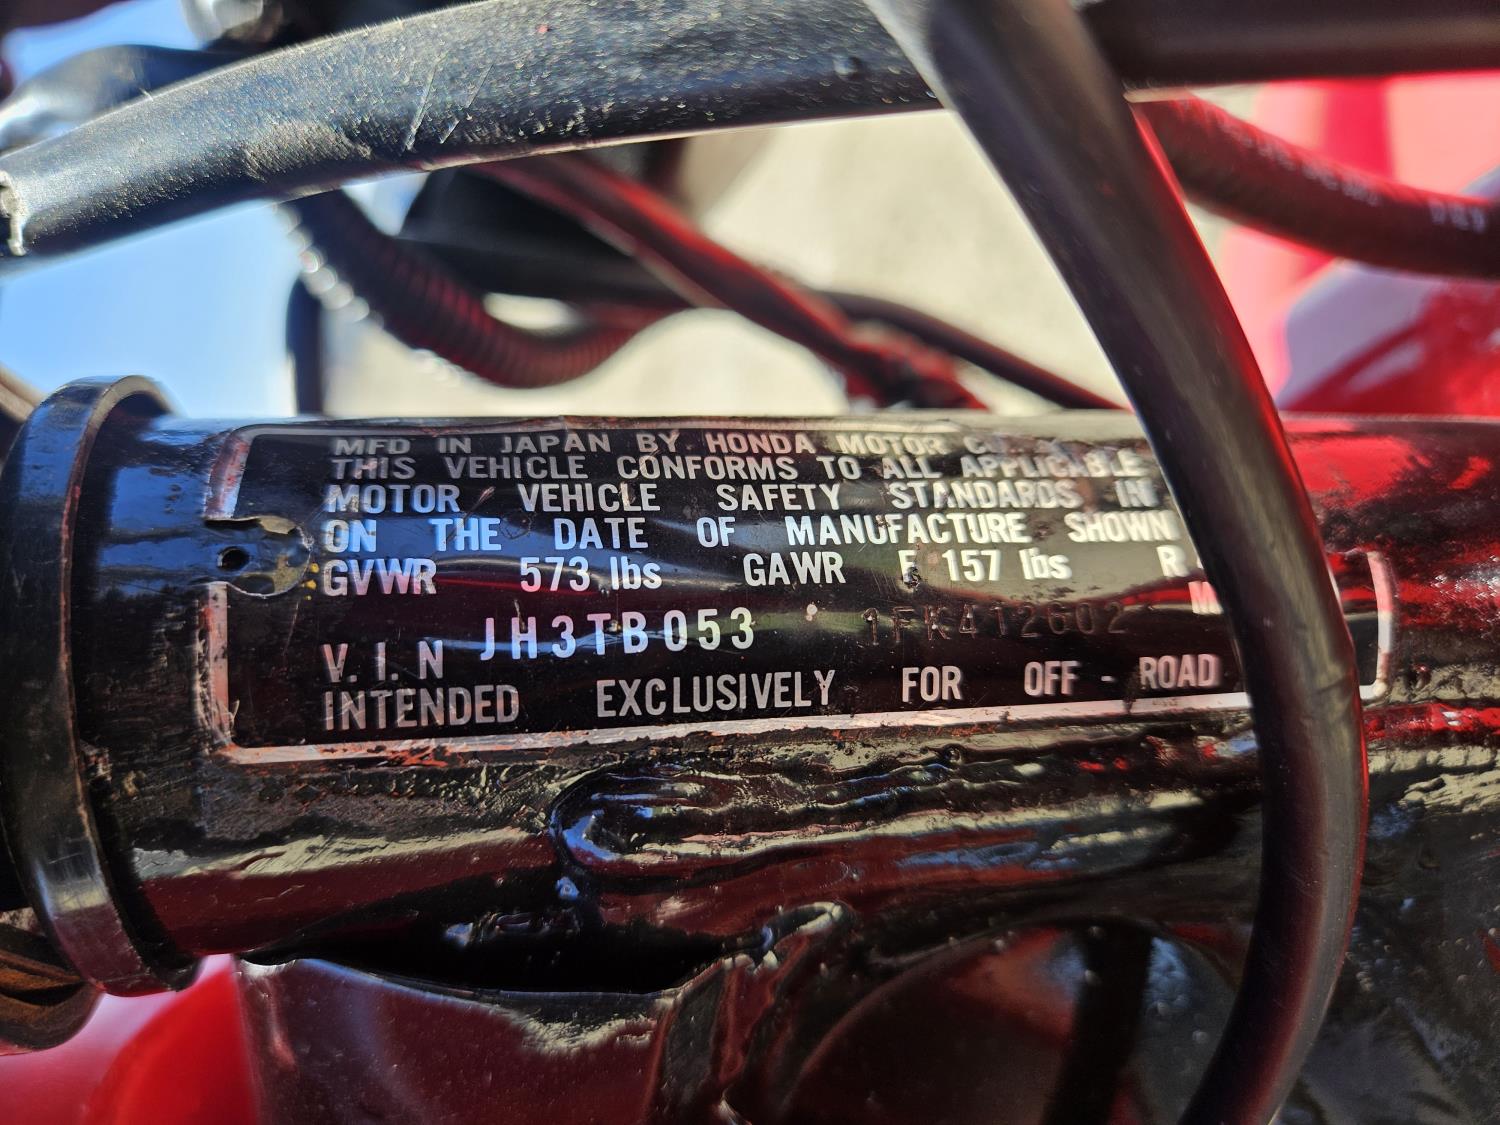 MFD IN JAPAN BY HONDA MOTOR
THIS VEHICLE CONFORMS TO ALL APPLICABLE
MOTOR VEHICLE SAFETY STANDARDS IN
ON THE DATE OF MANUFACTURE SHOWN
GVWR 573 lbs GAWR F 157 lbs R
V. I. N JH3TB053 1FK412602
INTENDED EXCLUSIVELY FOR OFF - ROAD